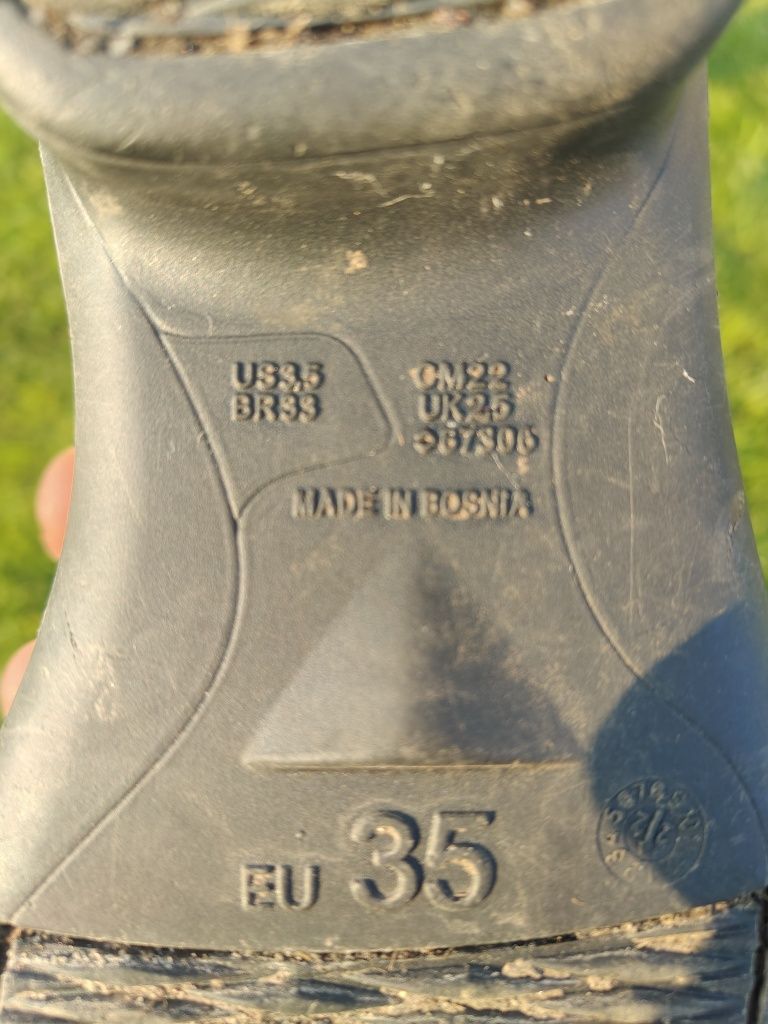 US3,5
BR33
CM22
UK2,5
MADE IN BOSNIA
EU 35